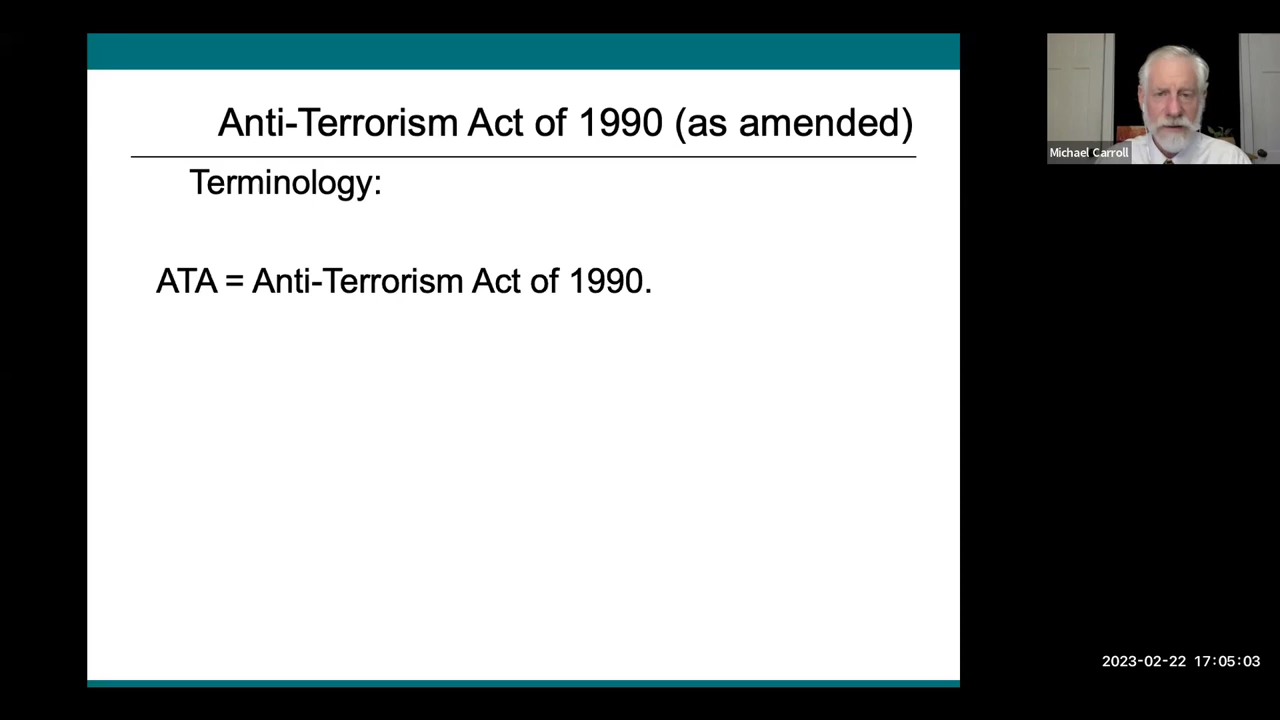 Anti-Terrorism Act of 1990 (as amended)
Terminology:
ATA = Anti-Terrorism Act of 1990.
Michael Carroll
2023-02-22 17:05:03